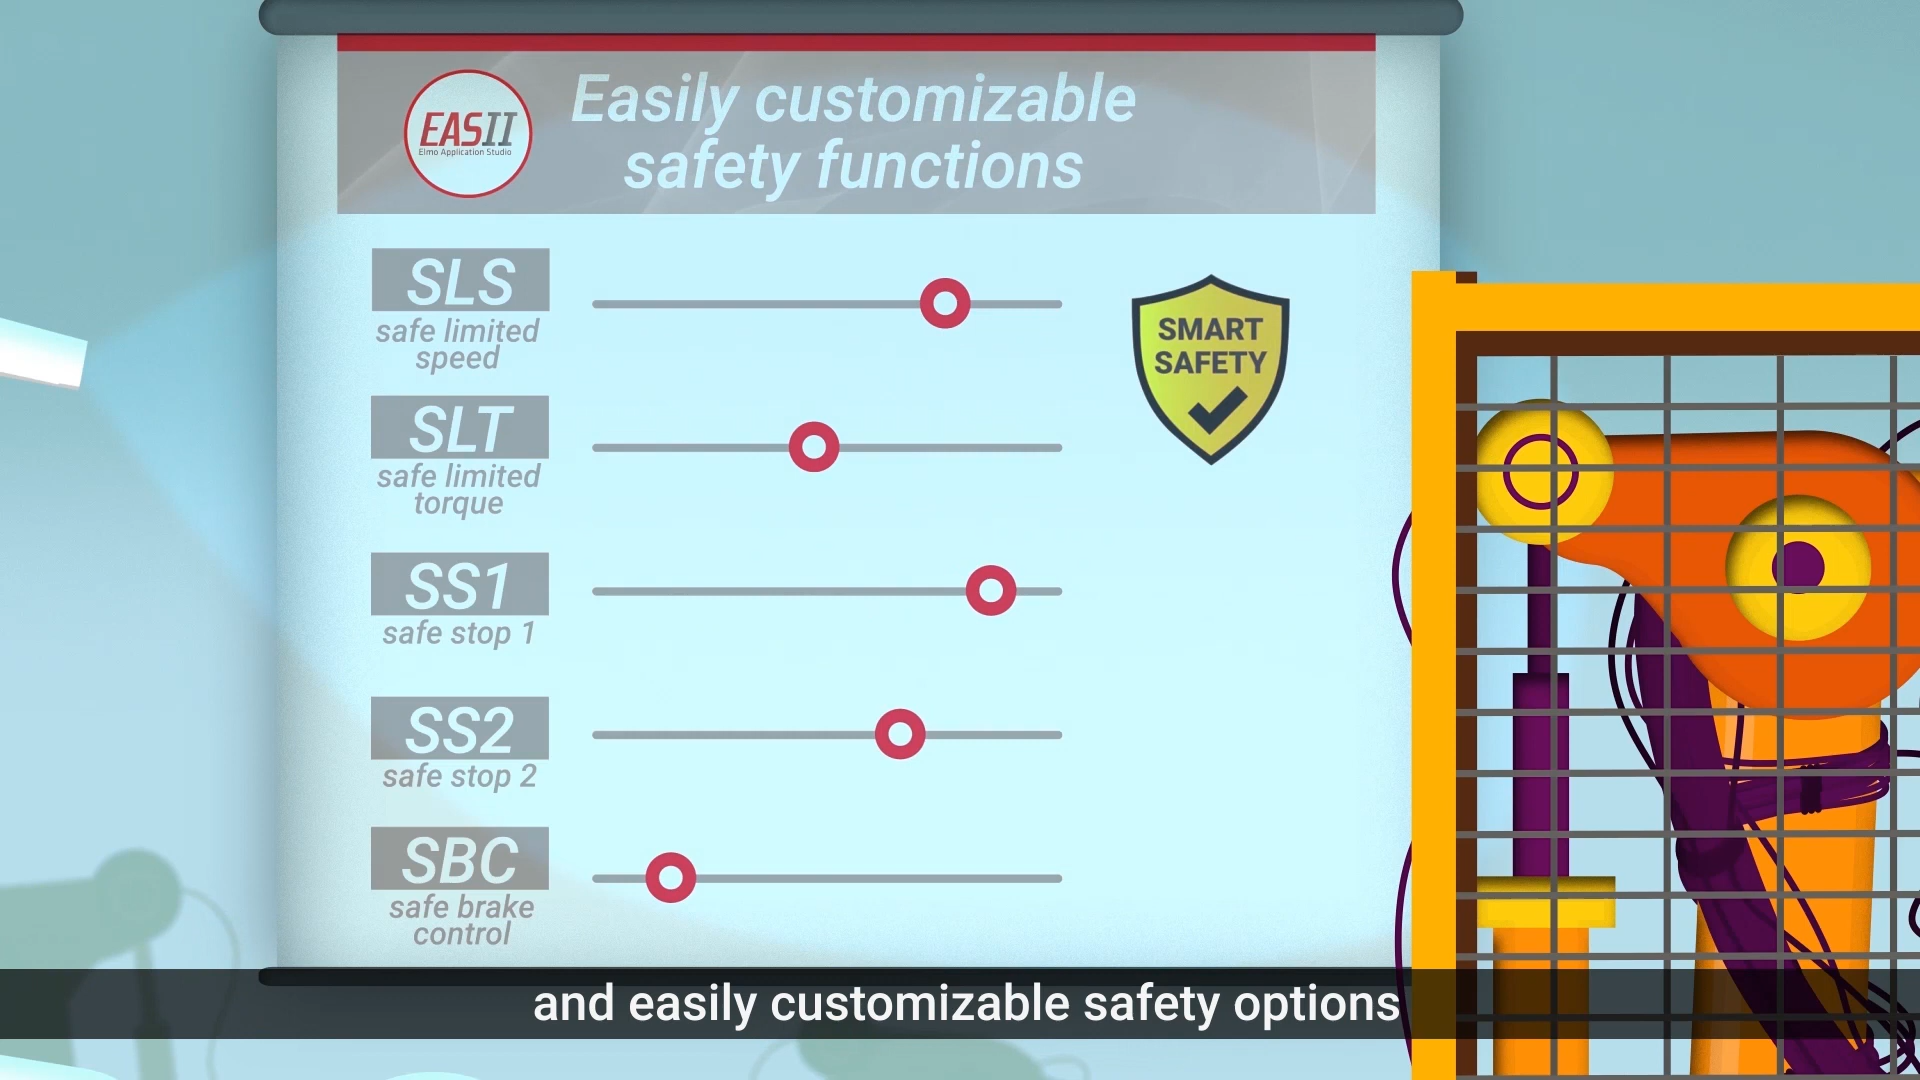 EASII
Elmo Application Studio
Easily customizable
safety functions
SLS
safe limited
speed
SMART
SAFETY
SLT
safe limited
torque
SS1
safe stop 1
SS2
safe stop 2
SBC
safe brake
control
and easily customizable safety options